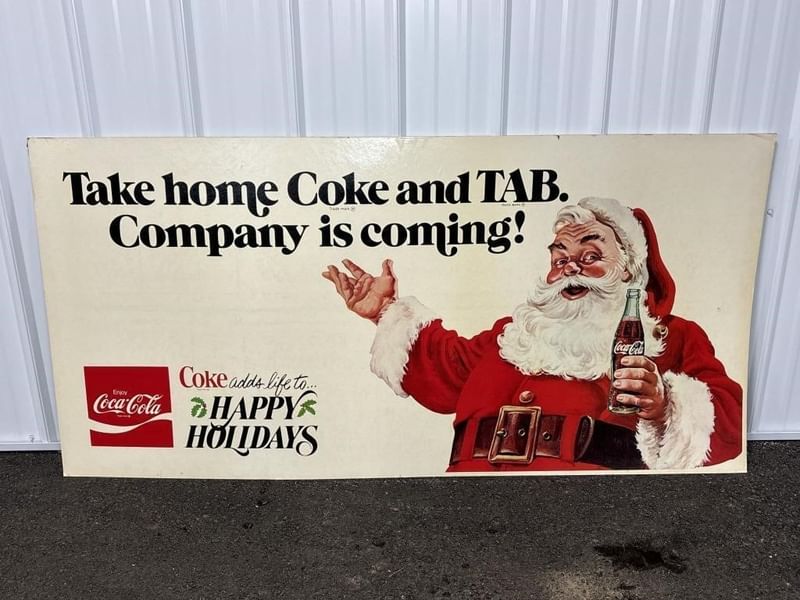 Take home Coke and TAB.
Company is coming!
Enjoy
Coca-Cola
Coke adds life to...
HAPPY
HOLIDAYS
Coca-Cola